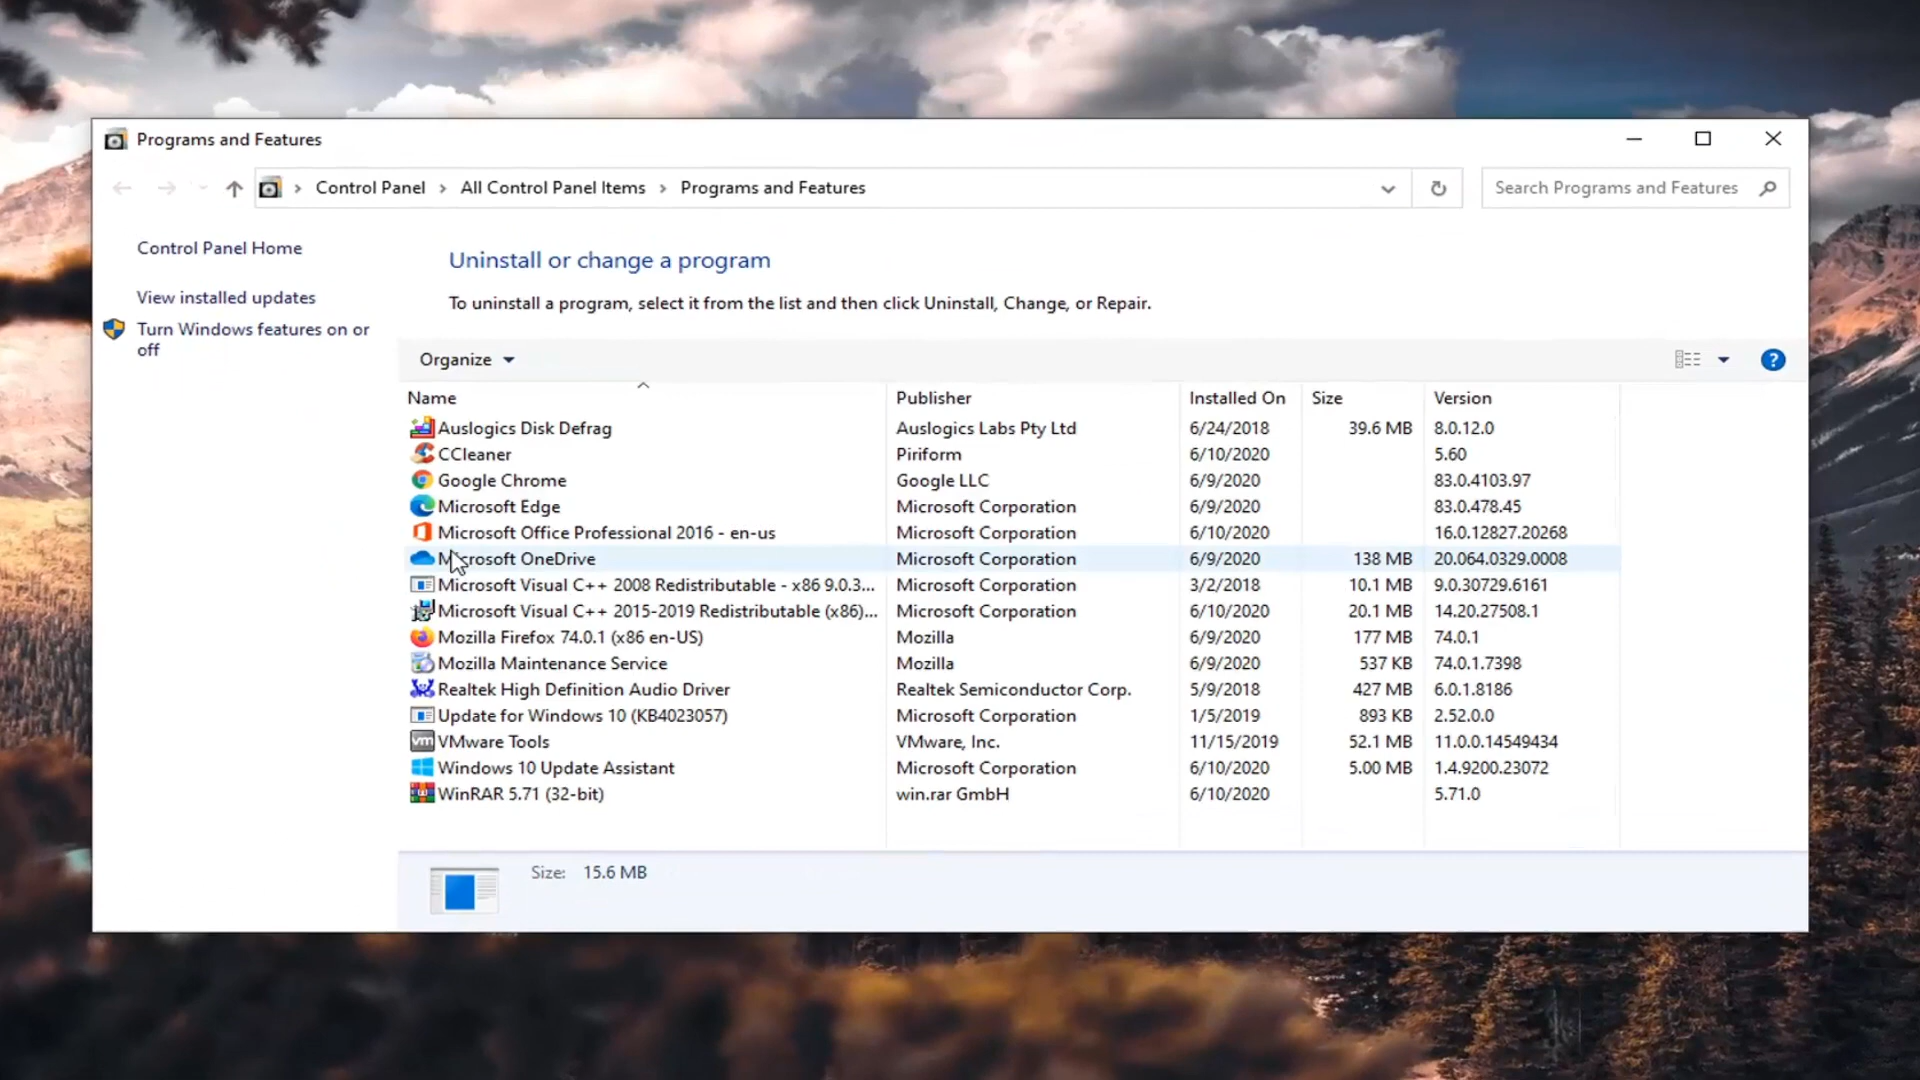 Programs and Features
Control Panel > All Control Panel Items > Programs and Features
Search Programs and Features
Control Panel Home
View installed updates
Turn Windows features on or
off
Uninstall or change a program
To uninstall a program, select it from the list and then click Uninstall, Change, or Repair.
Organize
Name Publisher Installed On Size Version
Auslogics Disk Defrag Auslogics Labs Pty Ltd 6/24/2018 39.6 MB 8.0.12.0
CCleaner Piriform 6/10/2020 5.60
Google Chrome Google LLC 6/9/2020 83.0.4103.97
Microsoft Edge Microsoft Corporation 6/9/2020 83.0.478.45
Microsoft Office Professional 2016 - en-us Microsoft Corporation 6/10/2020 16.0.12827.20268
Microsoft OneDrive Microsoft Corporation 6/9/2020 138 MB 20.064.0329.0008
Microsoft Visual C++ 2008 Redistributable - x86 9.0.3... Microsoft Corporation 3/2/2018 10.1 MB 9.0.30729.6161
Microsoft Visual C++ 2015-2019 Redistributable (x86)... Microsoft Corporation 6/10/2020 20.1 MB 14.20.27508.1
Mozilla Firefox 74.0.1 (x86 en-US) Mozilla 6/9/2020 177 MB 74.0.1
Mozilla Maintenance Service Mozilla 6/9/2020 537 KB 74.0.1.7398
Realtek High Definition Audio Driver Realtek Semiconductor Corp. 5/9/2018 427 MB 6.0.1.8186
Update for Windows 10 (KB4023057) Microsoft Corporation 1/5/2019 893 KB 2.52.0.0
vm VMware Tools VMware, Inc. 11/15/2019 52.1 MB 11.0.0.14549434
Windows 10 Update Assistant Microsoft Corporation 6/10/2020 5.00 MB 1.4.9200.23072
WinRAR 5.71 (32-bit) win.rar GmbH 6/10/2020 5.71.0
Size: 15.6 MB